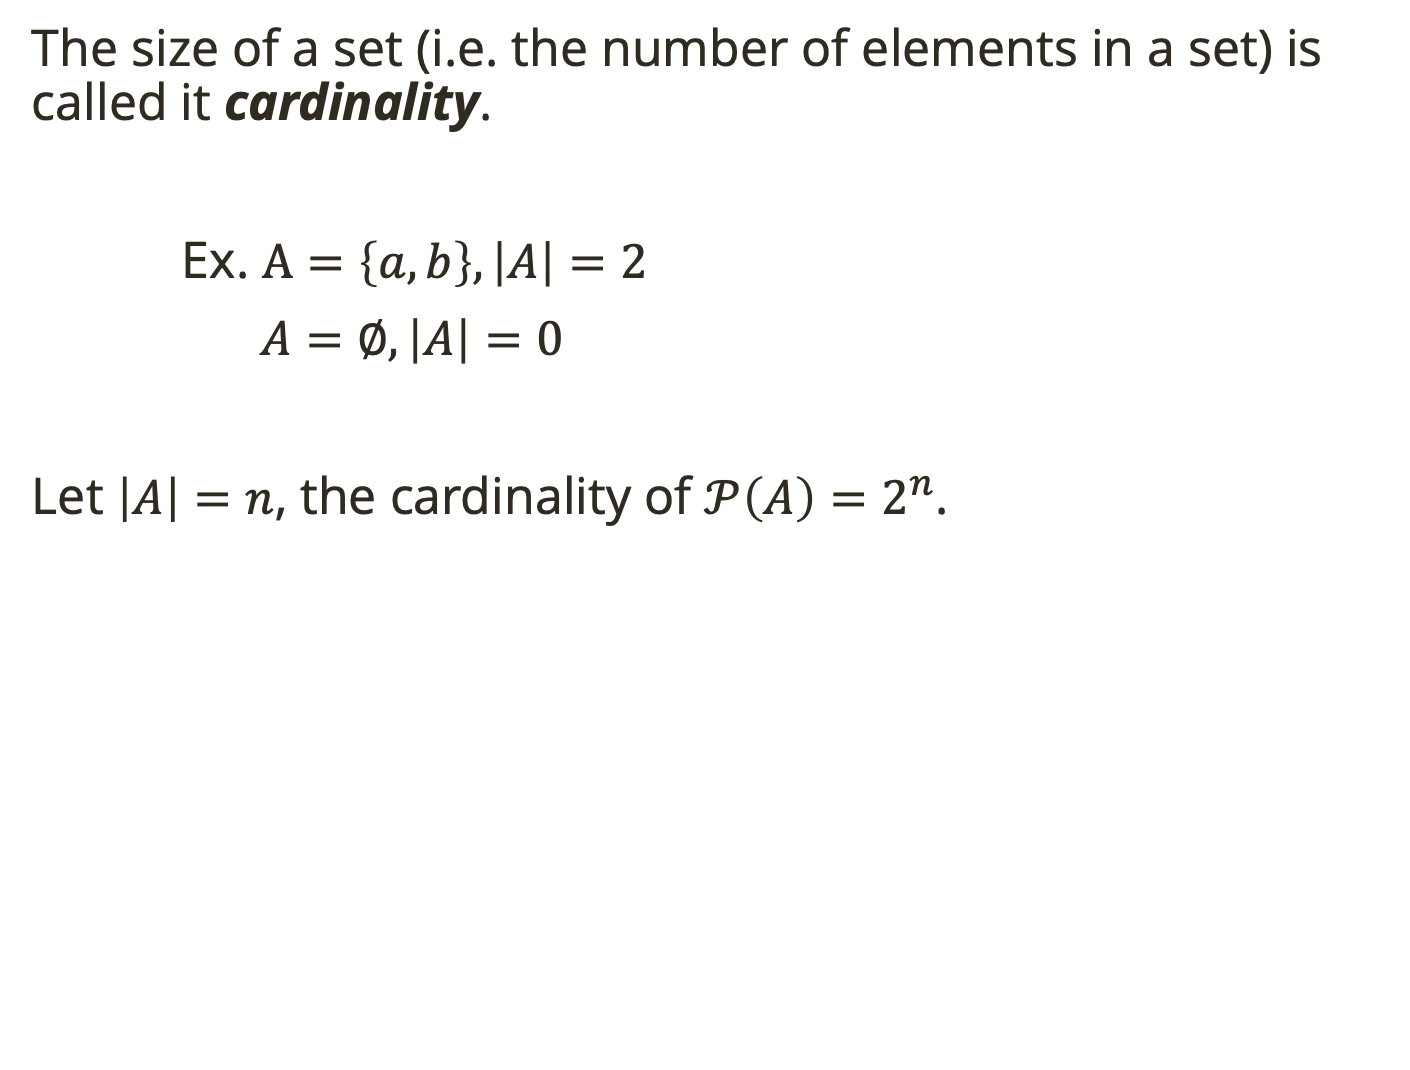 The size of a set (i.e. the number of elements in a set) is
called it cardinality.
Ex. A = {a, b}, |A| = 2
A = ∅, |A| = 0
Let |A| = n, the cardinality of 𝒫(A) = 2ⁿ.